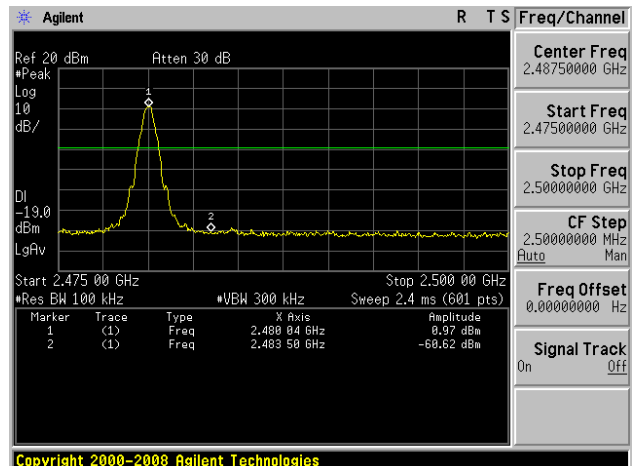 Agilent R T S Freq/Channel
Ref 20 dBm Atten 30 dB
#Peak
Log
10
dB/
1
2
DI
-19.0
dBm
LgAv
Start 2.475 00 GHz Stop 2.500 00 GHz
#Res BW 100 kHz #VBW 300 kHz Sweep 2.4 ms (601 pts)
Marker Trace Type X Axis Amplitude
1 (1) Freq 2.480 04 GHz 0.97 dBm
2 (1) Freq 2.483 50 GHz -60.62 dBm
Center Freq
2.48750000 GHz
Start Freq
2.47500000 GHz
Stop Freq
2.50000000 GHz
CF Step
2.50000000 MHz
Auto Man
Freq Offset
0.00000000 Hz
Signal Track
On Off
Copyright 2000-2008 Agilent Technologies